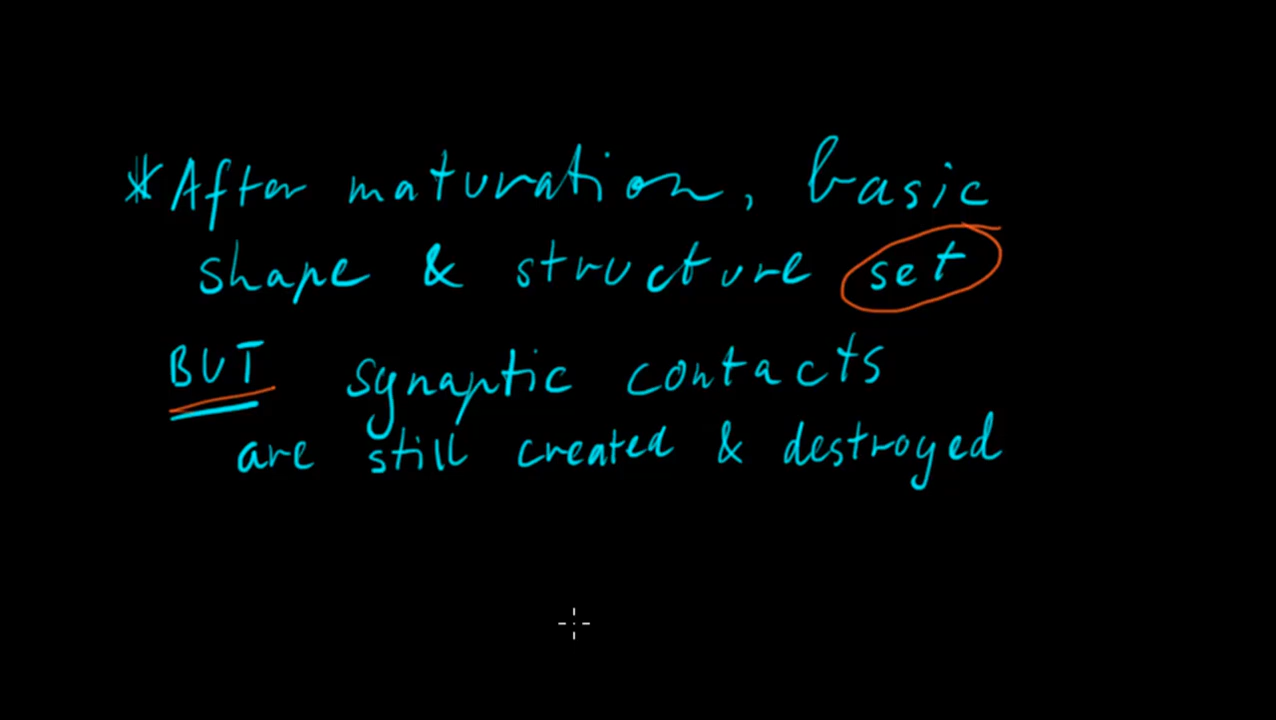 *After maturation, basic
shape & structure set
BUT synaptic contacts
are still created & destroyed